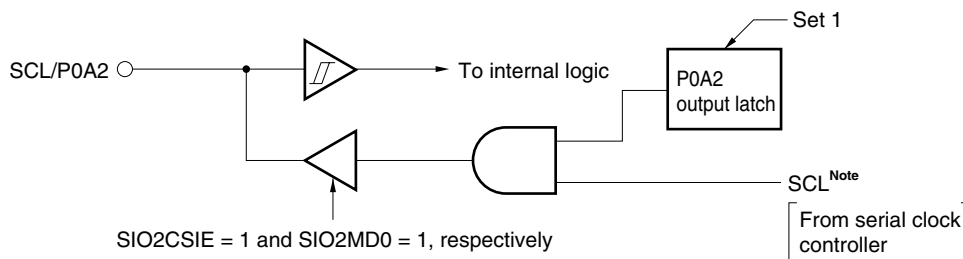 Set 1
SCL/P0A2
To internal logic
P0A2
output latch
SCL^Note
From serial clock
controller
SIO2CSIE = 1 and SIO2MD0 = 1, respectively